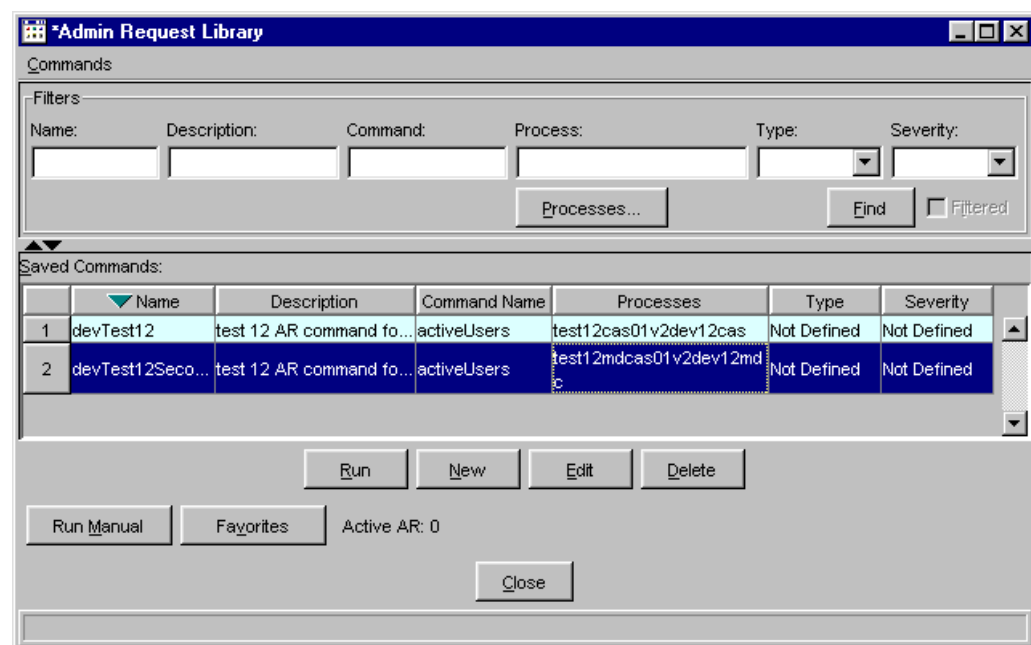 *Admin Request Library
Commands
Filters
Name: Description: Command: Process: Type: Severity:
Processes... Find Filtered
Saved Commands:
Name Description Command Name Processes Type Severity
1 devTest12 test 12 AR command fo... activeUsers test12cas01v2dev12cas Not Defined Not Defined
2 devTest12Seco... test 12 AR command fo... activeUsers test12mdcas01v2dev12md Not Defined Not Defined
c
Run New Edit Delete
Run Manual Favorites Active AR: 0
Close